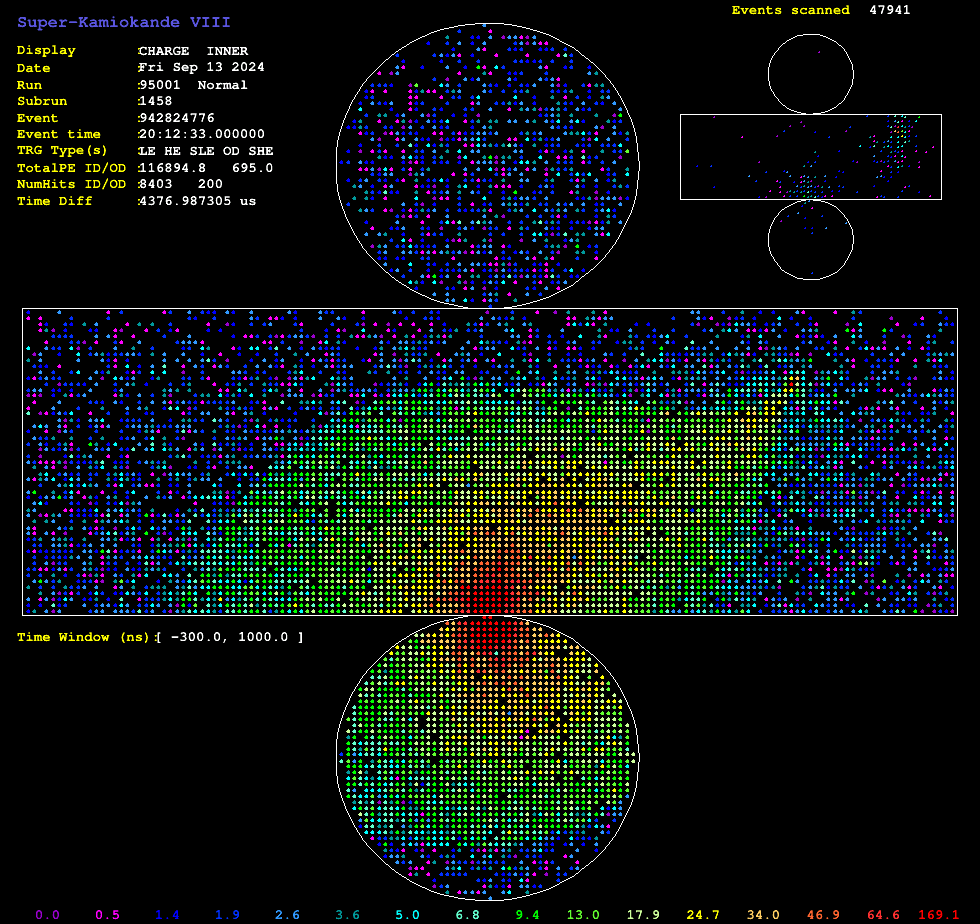 Super-Kamiokande VIII
Events scanned 47941
Display :CHARGE INNER
Date :Fri Sep 13 2024
Run :95001 Normal
Subrun :1458
Event :942824776
Event time :20:12:33.000000
TRG Type(s) :LE HE SLE OD SHE
TotalPE ID/OD :116894.8 695.0
NumHits ID/OD :8403 200
Time Diff :4376.987305 us
Time Window (ns):[ -300.0, 1000.0 ]
0.0 0.5 1.4 1.9 2.6 3.6 5.0 6.8 9.4 13.0 17.9 24.7 34.0 46.9 64.6 169.1